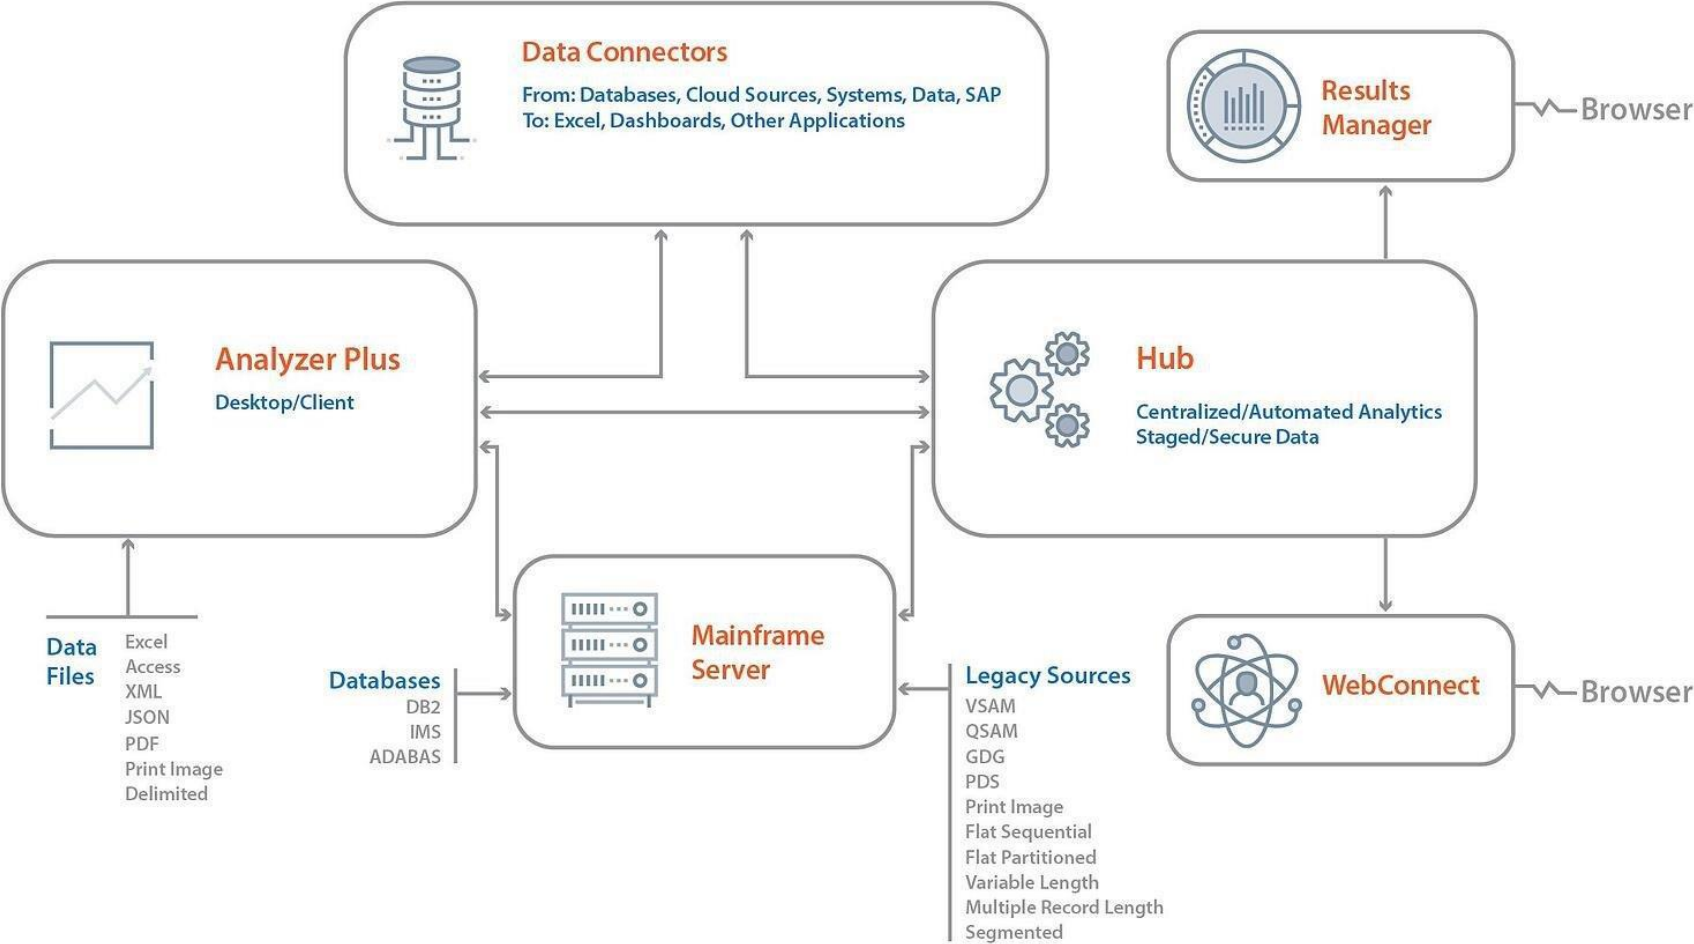 Data Connectors
From: Databases, Cloud Sources, Systems, Data, SAP
To: Excel, Dashboards, Other Applications
Results
Manager
Browser
Analyzer Plus
Desktop/Client
Hub
Centralized/Automated Analytics
Staged/Secure Data
Data
Files
Excel
Access
XML
JSON
PDF
Print Image
Delimited
Databases
DB2
IMS
ADABAS
Mainframe
Server
Legacy Sources
VSAM
QSAM
GDG
PDS
Print Image
Flat Sequential
Flat Partitioned
Variable Length
Multiple Record Length
Segmented
WebConnect
Browser